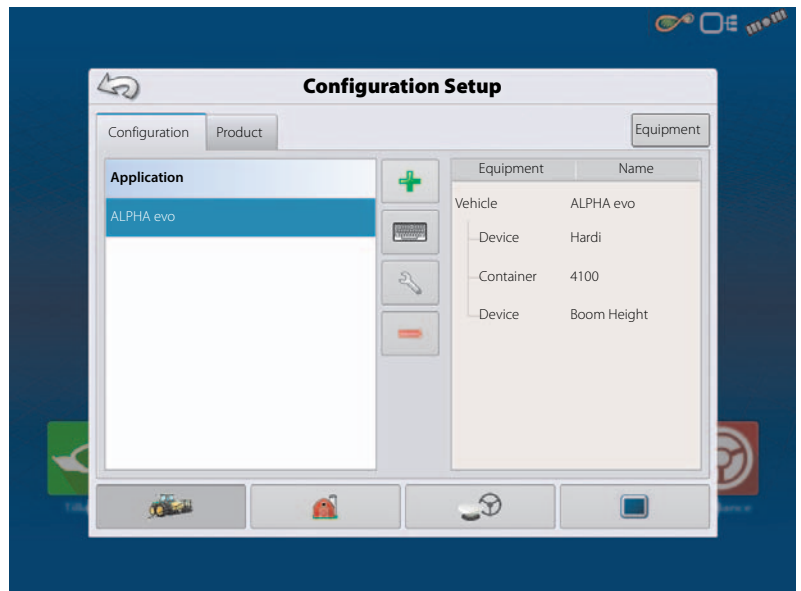 Configuration Setup
Configuration Product Equipment
Application
ALPHA evo
Equipment Name
Vehicle ALPHA evo
Device Hardi
Container 4100
Device Boom Height